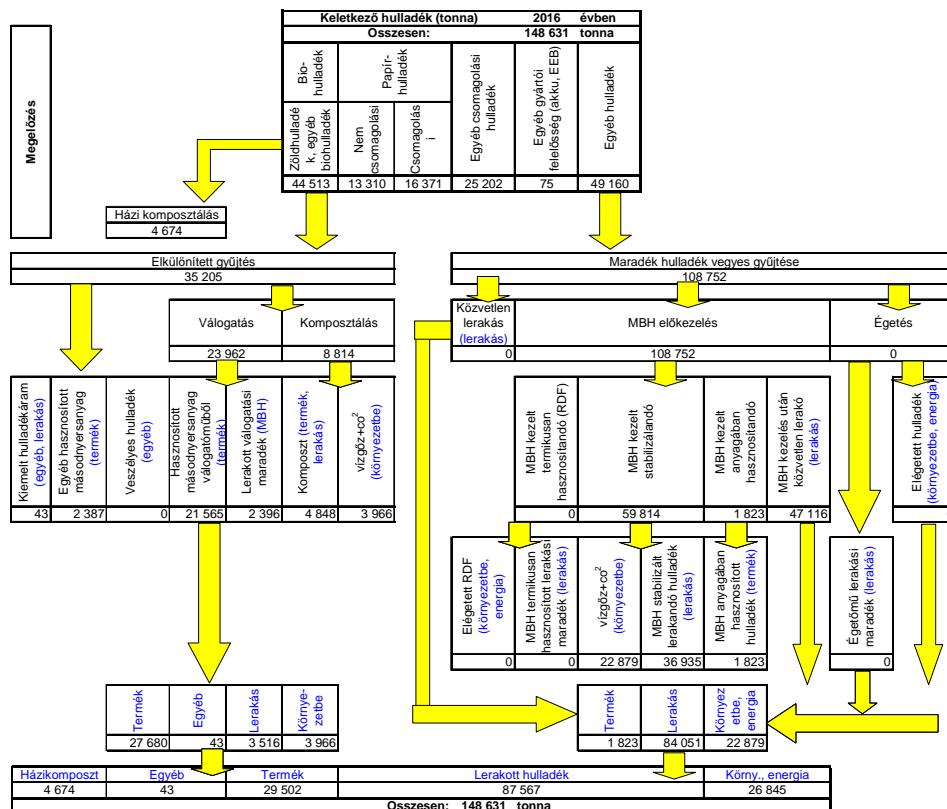 Keletkező hulladék (tonna) 2016 évben
Összesen: 148 631 tonna
Megelőzés
Bio-
hulladék
Papír-
hulladék
Zöldhulladé
k, egyéb
biohulladék
Nem
csomagolási
Csomagolás
i
Egyéb csomagolási
hulladék
Egyéb gyártói
felelősség (akku, EEB)
Egyéb hulladék
44 513 13 310 16 371 25 202 75 49 160
Házi komposztálás
4 674
Elkülönített gyűjtés
35 205
Maradék hulladék vegyes gyűjtése
108 752
Válogatás
23 962
Komposztálás
8 814
Közvetlen
lerakás
(lerakás)
0
MBH előkezelés
108 752
Égetés
0
Kiemelt hulladékáram
(egyéb, lerakás)
Egyéb hasznosított
másodnyersanyag
(termék)
Veszélyes hulladék
(egyéb)
Hasznosított
másodnyersanyag
válogatóműből
(termék)
Lerakott válogatási
maradék (MBH)
Komposzt (termék,
lerakás)
vízgőz+co²
(környezetbe)
43 2 387 0 21 565 2 396 4 848 3 966
MBH kezelt
termikusan
hasznosítandó (RDF)
MBH kezelt
stabilizálandó
MBH kezelt
anyagában
hasznosítandó
MBH kezelés után
közvetlen lerakó
(lerakás)
0 59 814 1 823 47 116
Elégetett hulladék
(környezetbe, energia)
Elégetett RDF
(környezetbe,
energia)
MBH termikusan
hasznosított lerakási
maradék (lerakás)
vízgőz+co²
(környezetbe)
MBH stabilizált
lerakandó hulladék
(lerakás)
MBH anyagában
hasznosított
hulladék (termék)
0 0 22 879 36 935 1 823
Égetőmű lerakási
maradék (lerakás)
0
Termék
Egyéb
Lerakás
Környe-
zetbe
27 680 43 3 516 3 966
Termék
Lerakás
Környez
etbe,
energia
1 823 84 051 22 879
Házikomposzt Egyéb Termék Lerakott hulladék Körny., energia
4 674 43 29 502 87 567 26 845
Összesen: 148 631 tonna